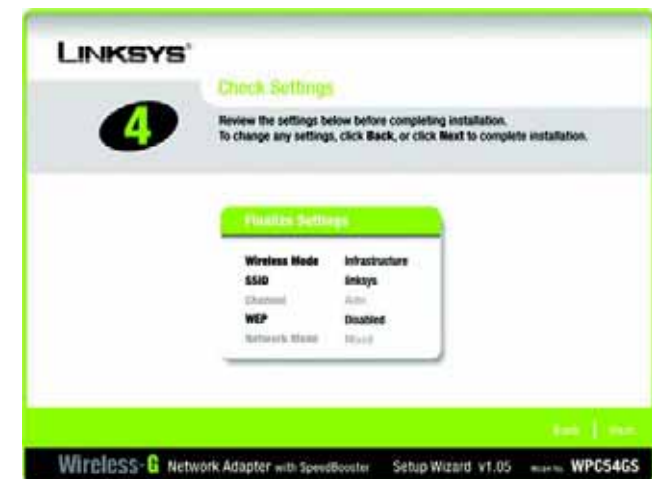 LINKSYS®
Check Settings
4
Review the settings below before completing installation.
To change any settings, click Back, or click Next to complete installation.
Finalize Settings
Wireless Mode Infrastructure
SSID linksys
Channel Auto
WEP Disabled
Network Mode Mixed
Back | Next
Wireless-G Network Adapter with SpeedBooster Setup Wizard v1.05 Model No. WPC54GS